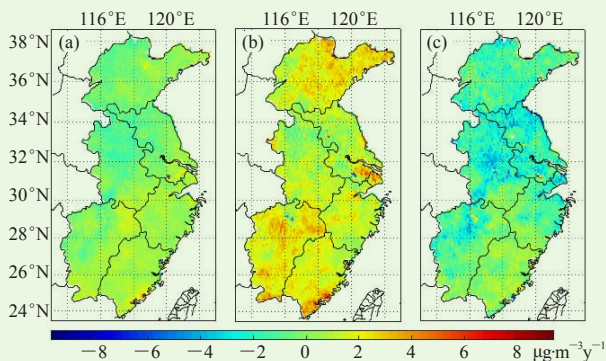 116°E 120°E 116°E 120°E 116°E 120°E
38°N (a) (b) (c)
36°N
34°N
32°N
30°N
28°N
26°N
24°N
−8 −6 −4 −2 0 2 4 6 8 μg·m⁻³y⁻¹